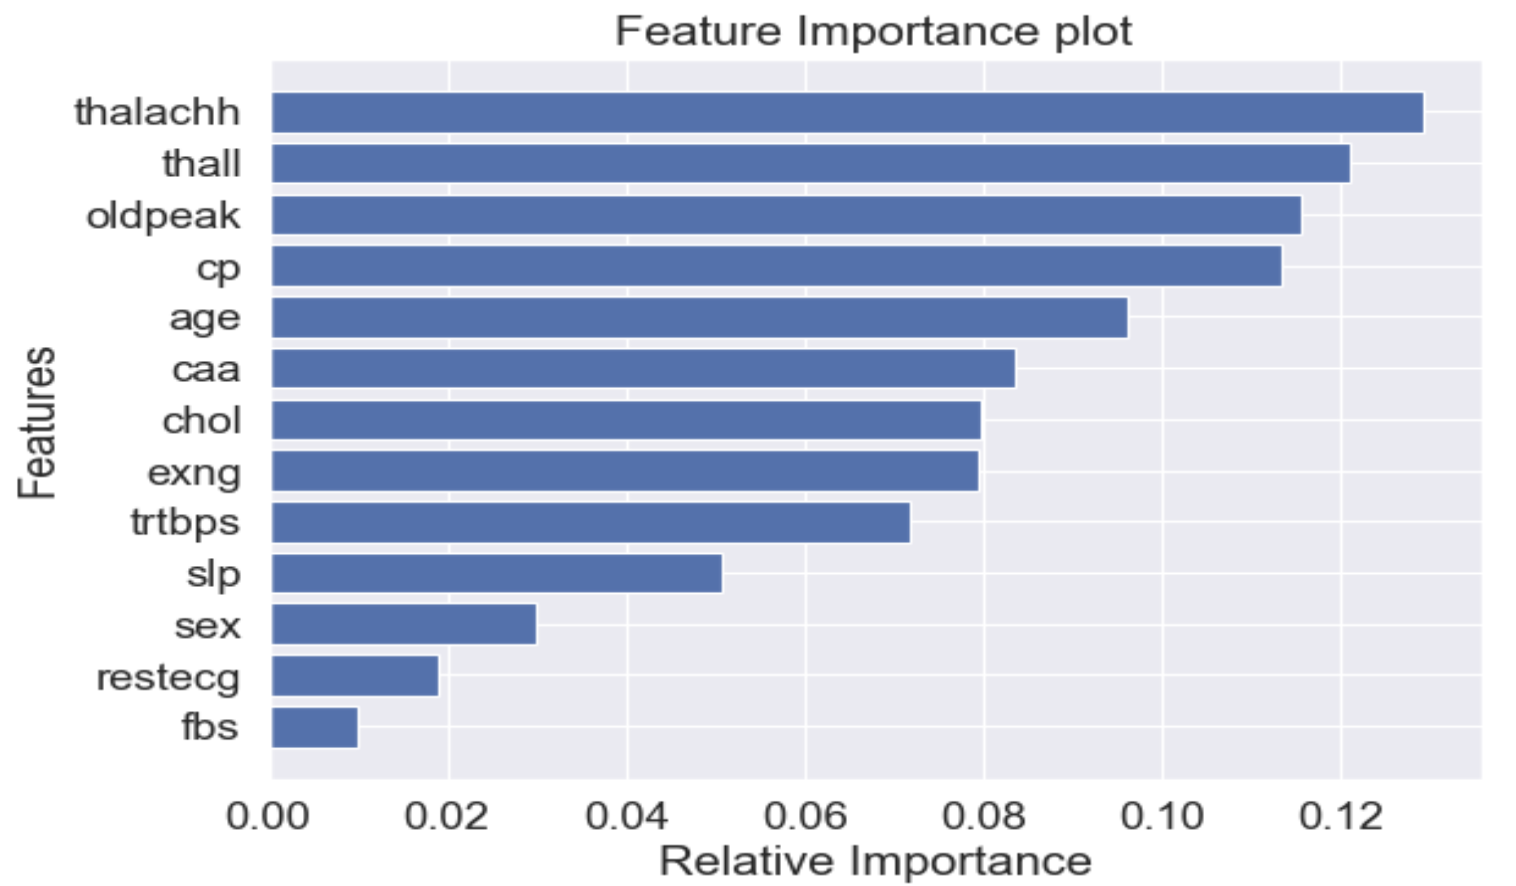 Feature Importance plot
thalachh
thall
oldpeak
cp
age
caa
chol
exng
trtbps
slp
sex
restecg
fbs
Features
0.00 0.02 0.04 0.06 0.08 0.10 0.12
Relative Importance